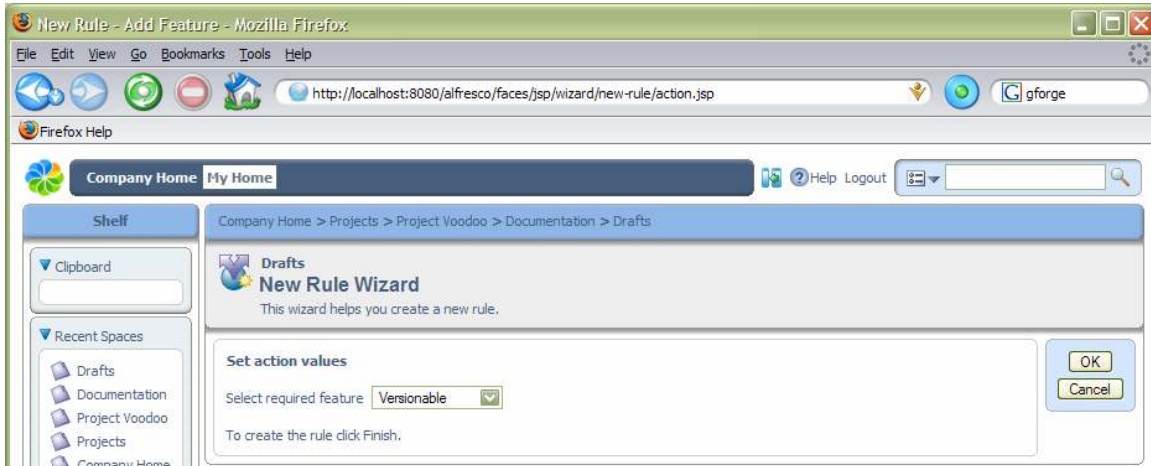 New Rule - Add Feature - Mozilla Firefox
File Edit View Go Bookmarks Tools Help
http://localhost:8080/alfresco/faces/jsp/wizard/new-rule/action.jsp
G gforge
Firefox Help
Company Home My Home
Help Logout
Shelf
Company Home > Projects > Project Voodoo > Documentation > Drafts
Clipboard
Drafts
New Rule Wizard
This wizard helps you create a new rule.
Recent Spaces
Drafts
Documentation
Project Voodoo
Projects
Company Home
Set action values
Select required feature Versionable
To create the rule click Finish.
OK
Cancel